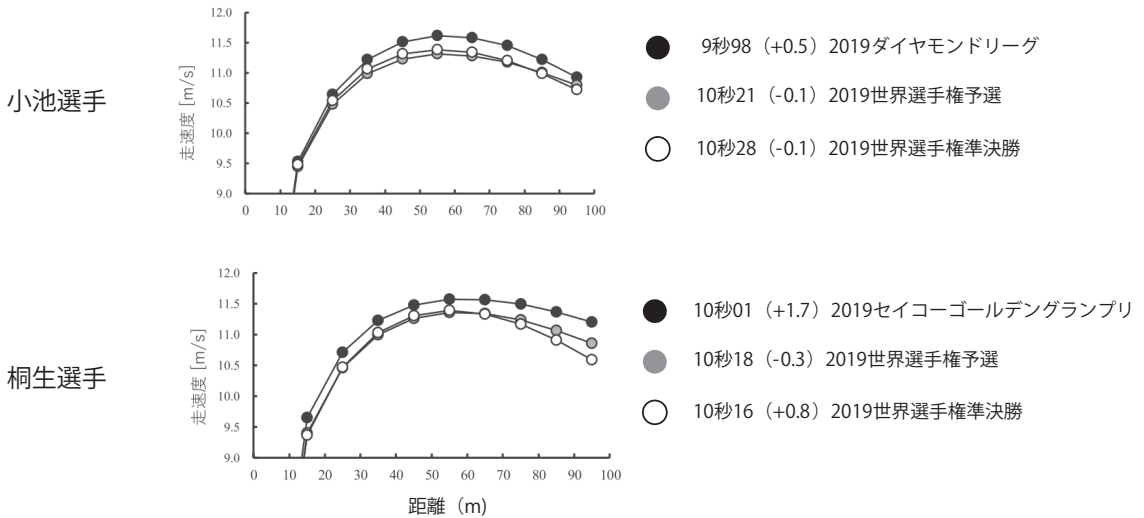 小池選手
走速度 [m/s]
12.0
11.5
11.0
10.5
10.0
9.5
9.0
0 10 20 30 40 50 60 70 80 90 100
9秒98（+0.5）2019ダイヤモンドリーグ
10秒21（-0.1）2019世界選手権予選
10秒28（-0.1）2019世界選手権準決勝
桐生選手
走速度 [m/s]
12.0
11.5
11.0
10.5
10.0
9.5
9.0
0 10 20 30 40 50 60 70 80 90 100
距離（m)
10秒01（+1.7）2019セイコーゴールデングランプリ
10秒18（-0.3）2019世界選手権予選
10秒16（+0.8）2019世界選手権準決勝